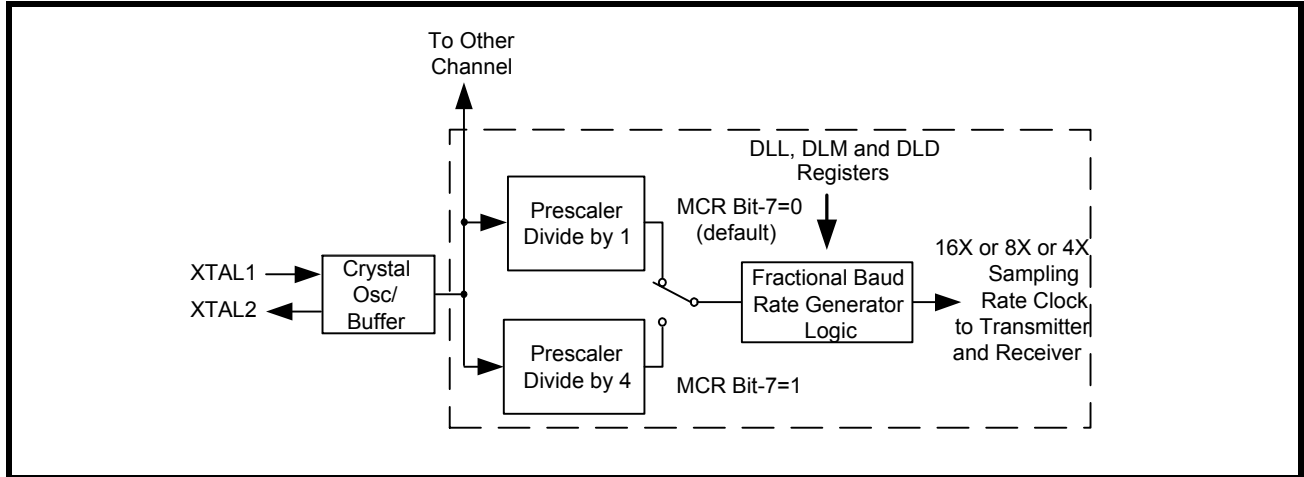 To Other
Channel
DLL, DLM and DLD
Registers
Prescaler
Divide by 1
MCR Bit-7=0
(default)
16X or 8X or 4X
Sampling
Rate Clock
to Transmitter
and Receiver
XTAL1
XTAL2
Crystal
Osc/
Buffer
Fractional Baud
Rate Generator
Logic
Prescaler
Divide by 4
MCR Bit-7=1